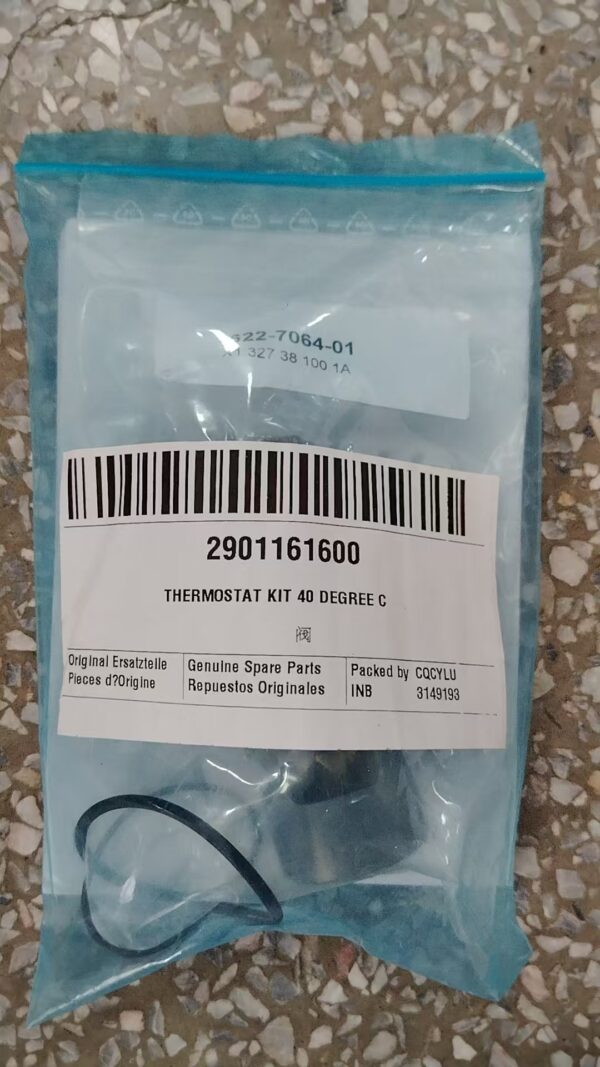 22-7064-01
1 327 38 100 1A
2901161600
THERMOSTAT KIT 40 DEGREE C
阀
Original Ersatzteile
Pieces d?Origine
Genuine Spare Parts
Repuestos Originales
Packed by CQCYLU
INB 3149193